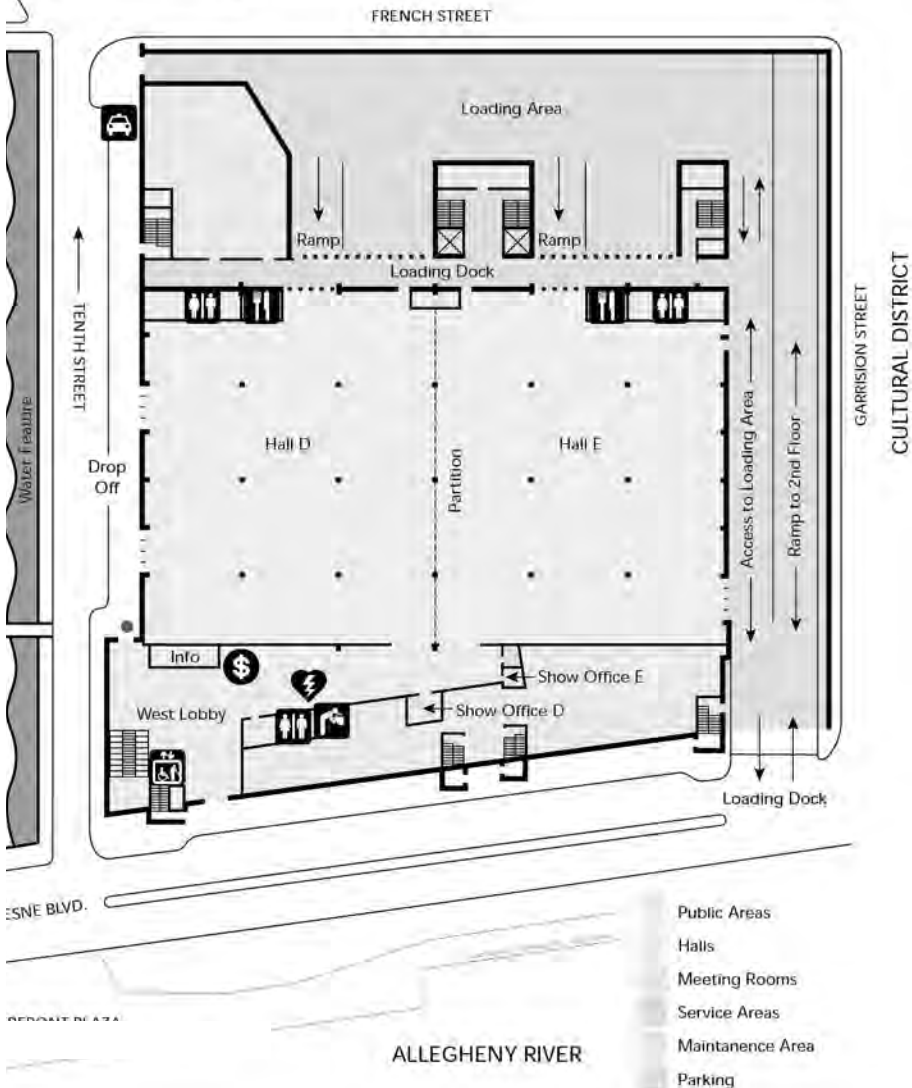 FRENCH STREET
Loading Area
Ramp
Ramp
Loading Dock
TENTH STREET
Water Feature
Drop
Off
Hall D
Partition
Hall E
Access to Loading Area
Ramp to 2nd Floor
GARRISION STREET
CULTURAL DISTRICT
Info
$
West Lobby
Show Office E
Show Office D
Loading Dock
ESNE BLVD.
Public Areas
Halls
Meeting Rooms
Service Areas
Maintanence Area
Parking
ALLEGHENY RIVER